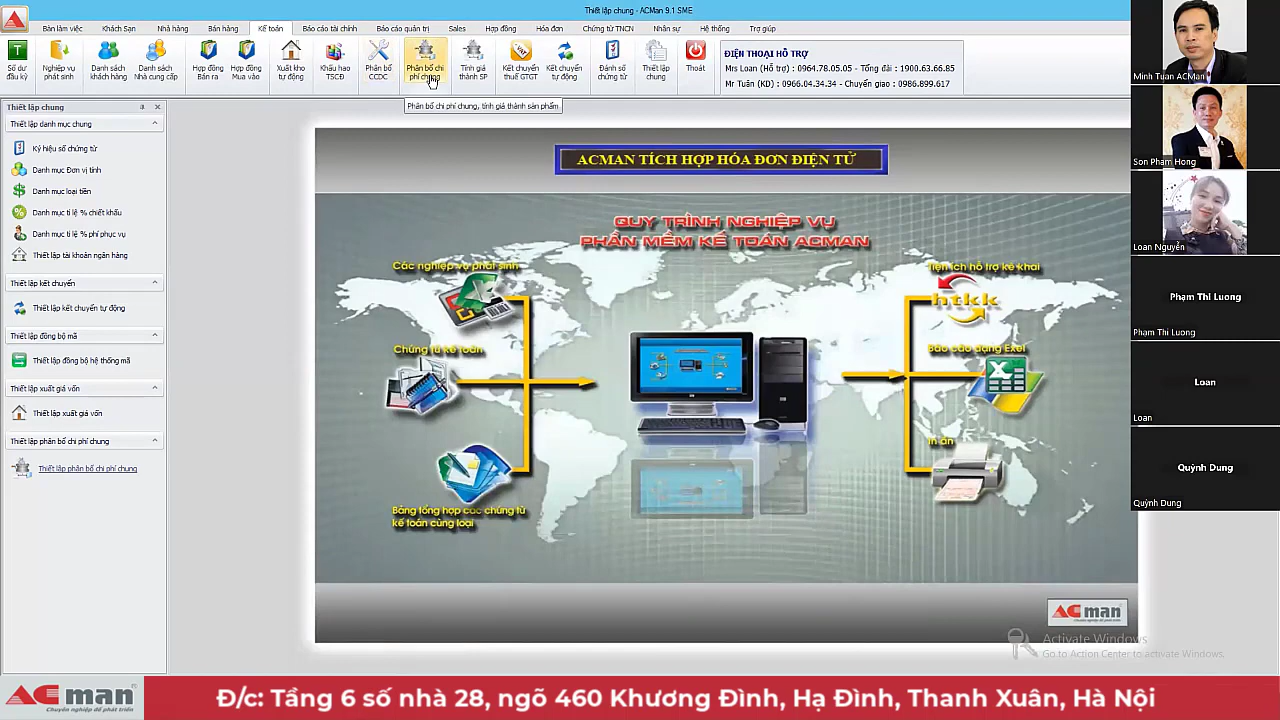 Thiết lập chung - ACMan 9.1 SME
Bàn làm việc
Khách Sạn
Nhà hàng
Bán hàng
Kế toán
Báo cáo tài chính
Báo cáo quản trị
Sales
Hợp đồng
Hóa đơn
Chứng từ TNCN
Nhân sự
Hệ thống
Trợ giúp
Số dư
đầu kỳ
Nghiệp vụ
phát sinh
Danh sách
khách hàng
Danh sách
Nhà cung cấp
Hợp đồng
Bán ra
Hợp đồng
Mua vào
Xuất kho
tự động
Khấu hao
TSCĐ
Phân bổ
CCDC
Phân bổ chi
phí chung
Tính giá
thành SP
Kết chuyển
thuế GTGT
Kết chuyển
tự động
Đánh số
chứng từ
Thiết lập
chung
Thoát
ĐIỆN THOẠI HỖ TRỢ
Mrs Loan (Hỗ trợ) : 0964.78.05.05 - Tổng đài : 1900.63.66.85
Mr Tuân (KD) : 0966.04.34.34 - Chuyển giao : 0986.899.617
Phân bổ chi phí chung, tính giá thành sản phẩm
Thiết lập chung
Thiết lập danh mục chung
Ký hiệu số chứng từ
Danh mục Đơn vị tính
Danh mục loại tiền
Danh mục tỉ lệ % chiết khấu
Danh mục tỉ lệ % phí phục vụ
Thiết lập tài khoản ngân hàng
Thiết lập kết chuyển
Thiết lập kết chuyển tự động
Thiết lập đồng bộ mã
Thiết lập đồng bộ hệ thống mã
Thiết lập xuất giá vốn
Thiết lập xuất giá vốn
Thiết lập phân bổ chi phí chung
Thiết lập phân bổ chi phí chung
ACMAN TÍCH HỢP HÓA ĐƠN ĐIỆN TỬ
QUY TRÌNH NGHIỆP VỤ
PHẦN MỀM KẾ TOÁN ACMAN
Các nghiệp vụ phát sinh
Chứng từ kế toán
Bảng tổng hợp các chứng từ
kế toán cùng loại
Tiện ích hỗ trợ kê khai
htkk
Báo cáo dạng Exel
In ấn
ACman
Activate Windows
Go to Action Center to activate Windows.
Minh Tuan ACMan
Son Pham Hong
Loan Nguyễn
Phạm Thi Luong
Phạm Thi Luong
Loan
Loan
Quỳnh Dung
Quỳnh Dung
ACman
Chuyên nghiệp để phát triển
Đ/c: Tầng 6 số nhà 28, ngõ 460 Khương Đình, Hạ Đình, Thanh Xuân, Hà Nội